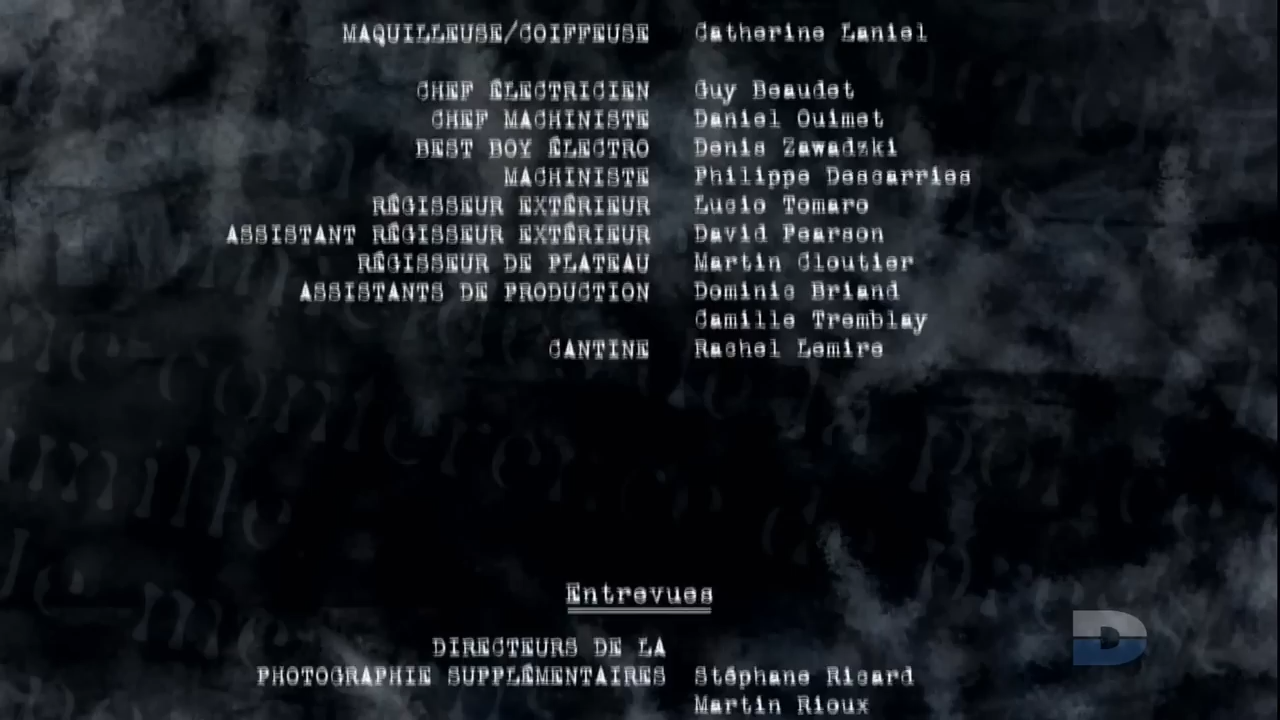 MAQUILLEUSE/COIFFEUSE Catherine Laniel
CHEF ÉLECTRICIEN Guy Beaudet
CHEF MACHINISTE Daniel Ouimet
BEST BOY ÉLECTRO Denis Zawadzki
MACHINISTE Philippe Descarries
RÉGISSEUR EXTÉRIEUR Lucio Tomaro
ASSISTANT RÉGISSEUR EXTÉRIEUR David Pearson
RÉGISSEUR DE PLATEAU Martin Cloutier
ASSISTANTS DE PRODUCTION Dominic Briand
Camille Tremblay
CANTINE Rachel Lemire
Entrevues
DIRECTEURS DE LA
PHOTOGRAPHIE SUPPLÉMENTAIRES Stéphane Ricard
Martin Rioux
D